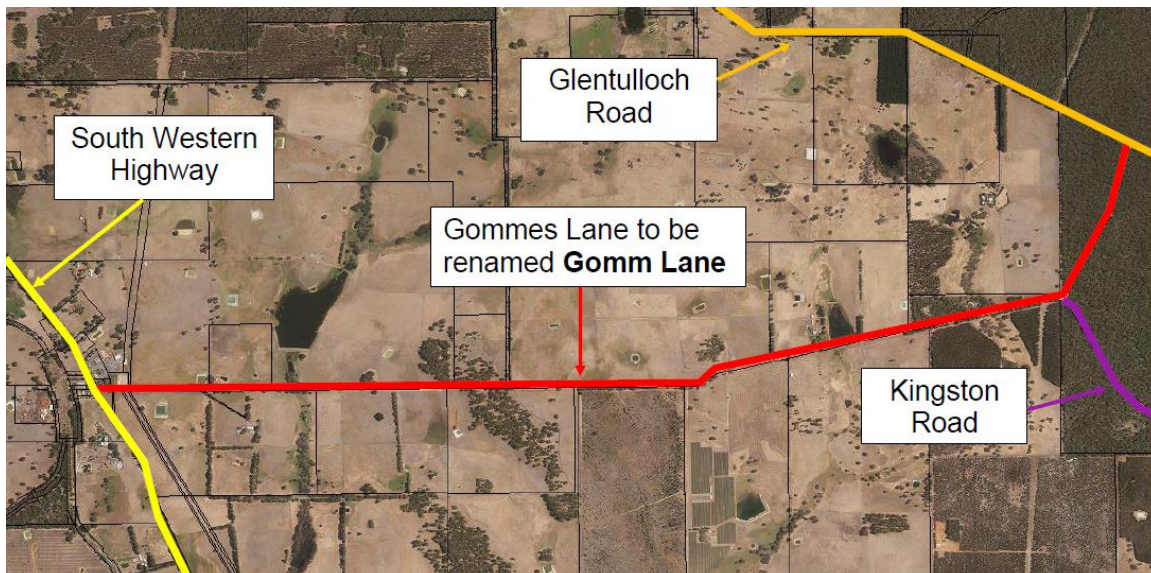 Glentulloch
Road
South Western
Highway
Gommes Lane to be
renamed Gomm Lane
Kingston
Road